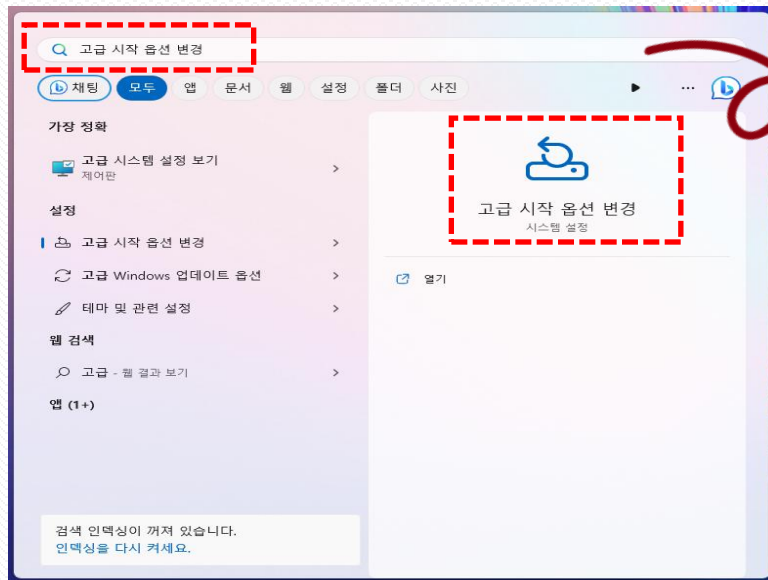 고급 시작 옵션 변경
채팅 모두 앱 문서 웹 설정 폴더 사진 ▶ ···
가장 정확
고급 시스템 설정 보기
제어판
설정
고급 시작 옵션 변경
고급 Windows 업데이트 옵션
테마 및 관련 설정
웹 검색
고급 - 웹 결과 보기
앱 (1+)
검색 인덱싱이 꺼져 있습니다.
인덱싱을 다시 켜세요.
고급 시작 옵션 변경
시스템 설정
열기